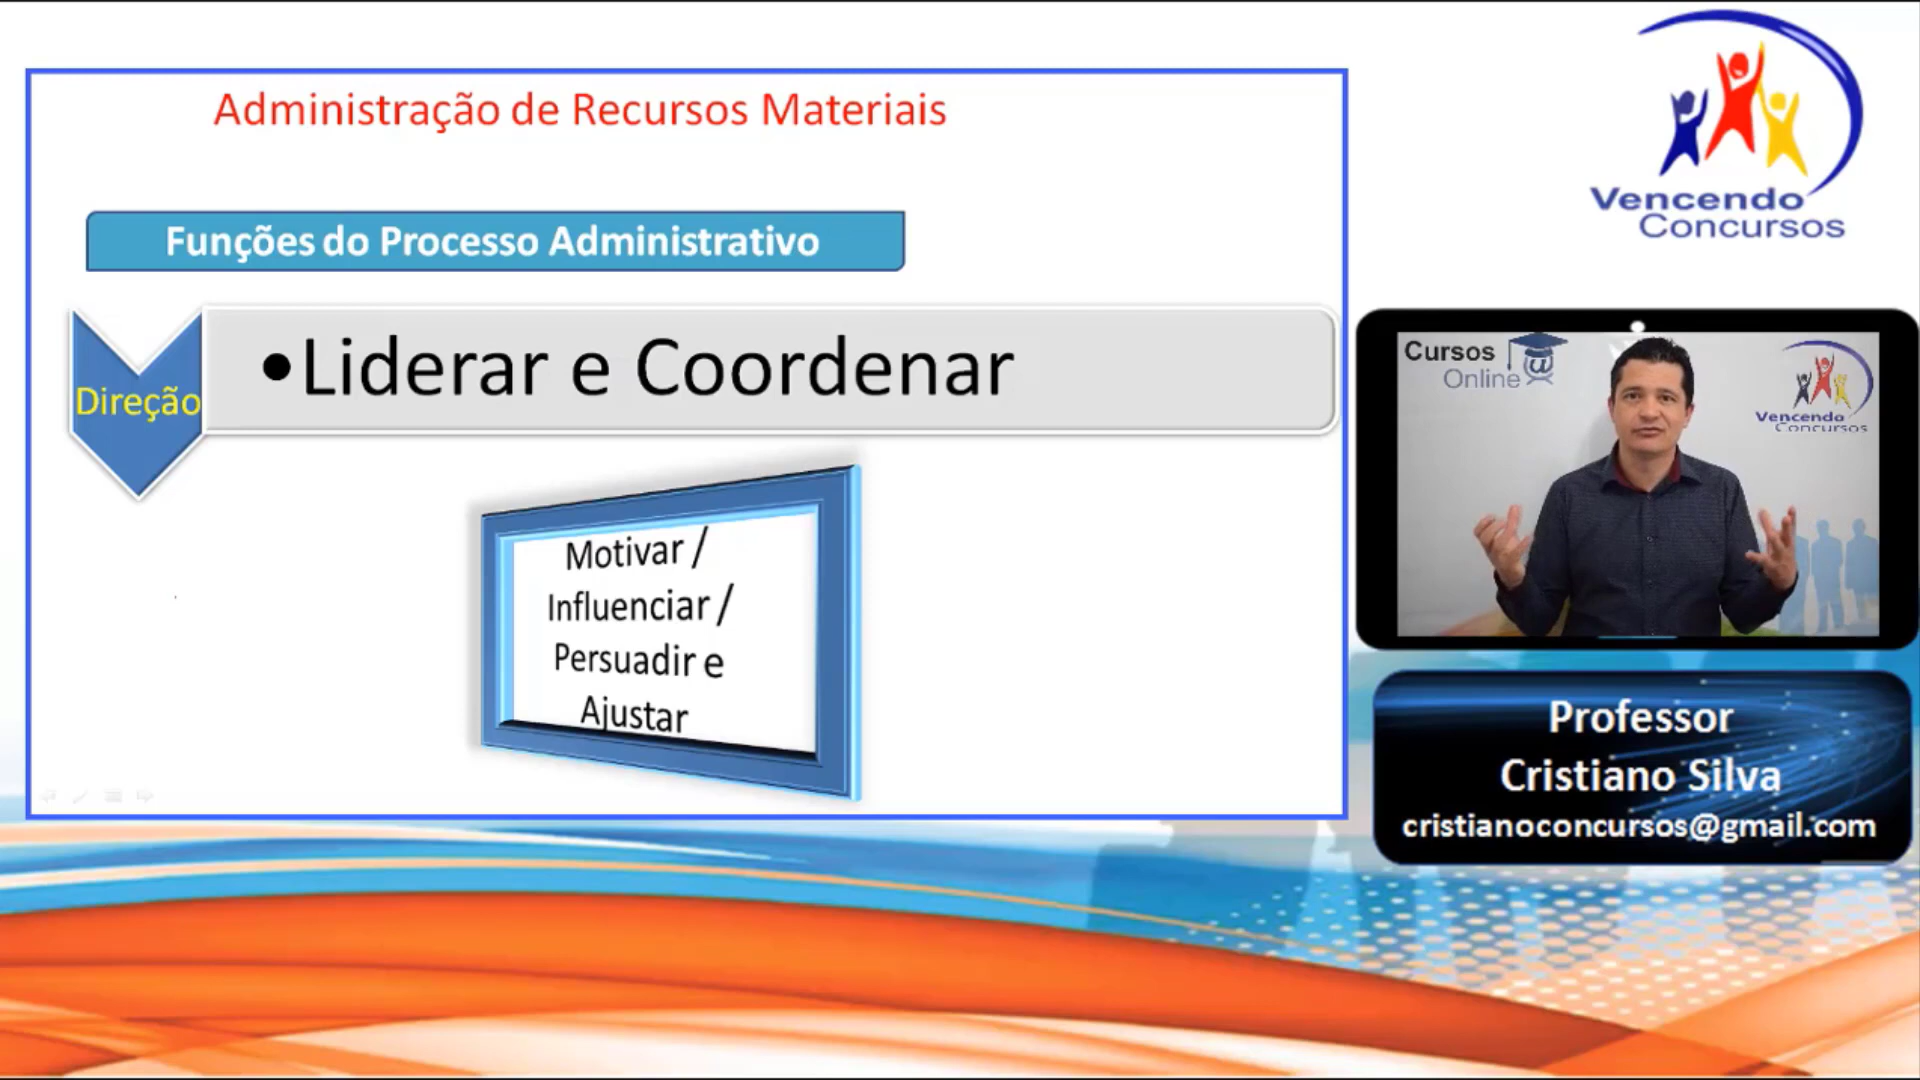 Administração de Recursos Materiais
Funções do Processo Administrativo
Direção
•Liderar e Coordenar
Motivar /
Influenciar /
Persuadir e
Ajustar
Vencendo
Concursos
Cursos
Online
Vencendo
Concursos
Professor
Cristiano Silva
cristianoconcursos@gmail.com